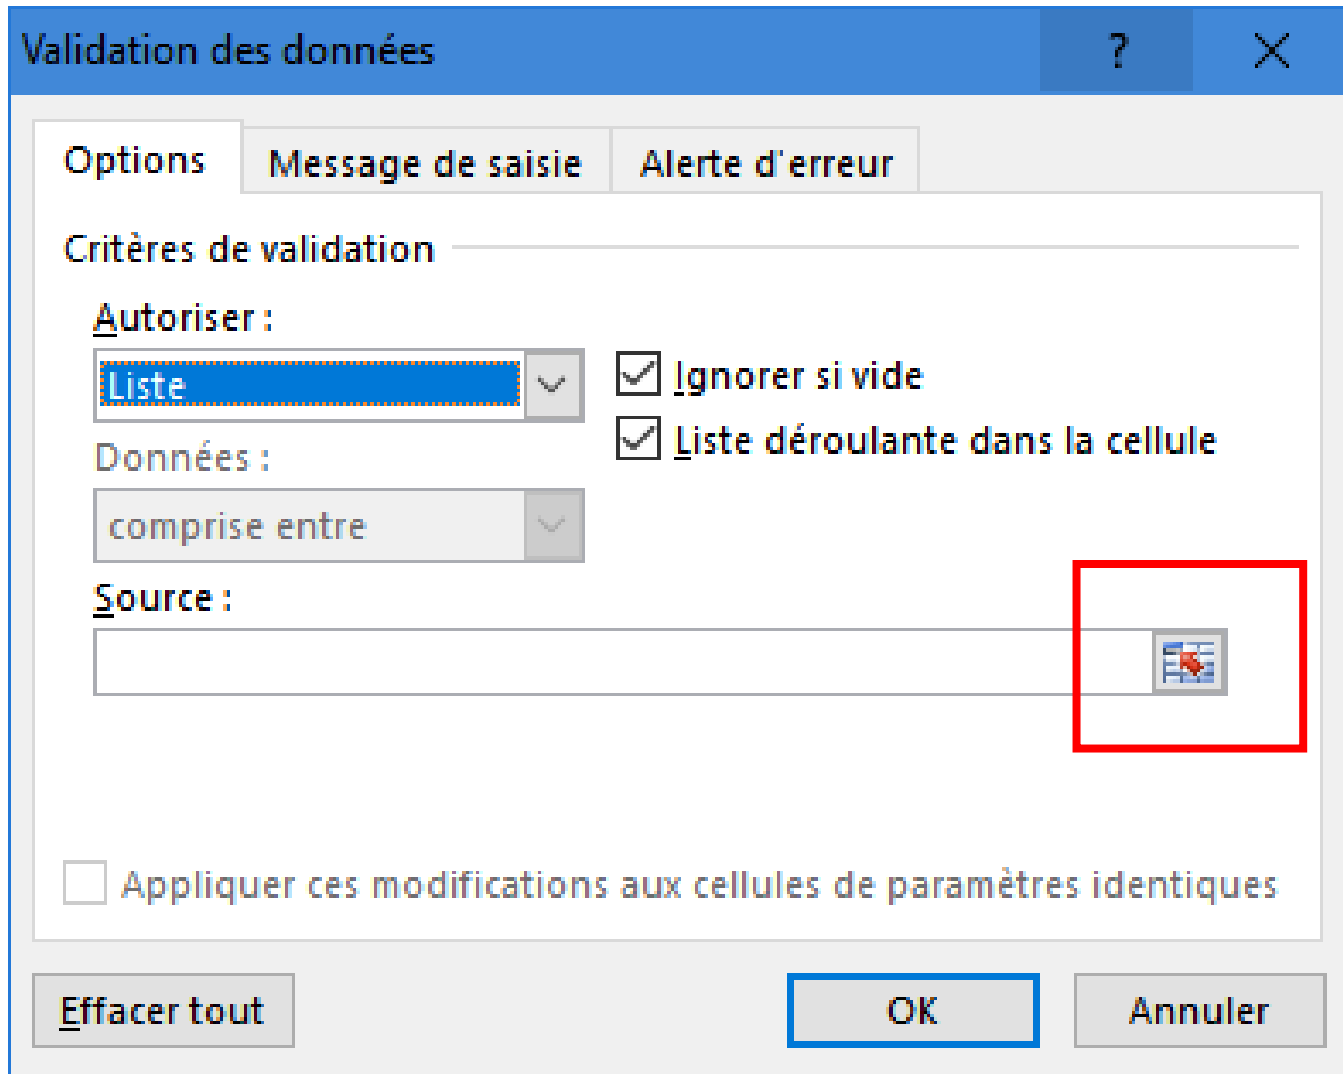 Validation des données ?
Options Message de saisie Alerte d'erreur
Critères de validation
Autoriser :
Liste
Ignorer si vide
Liste déroulante dans la cellule
Données :
comprise entre
Source :
Appliquer ces modifications aux cellules de paramètres identiques
Effacer tout OK Annuler